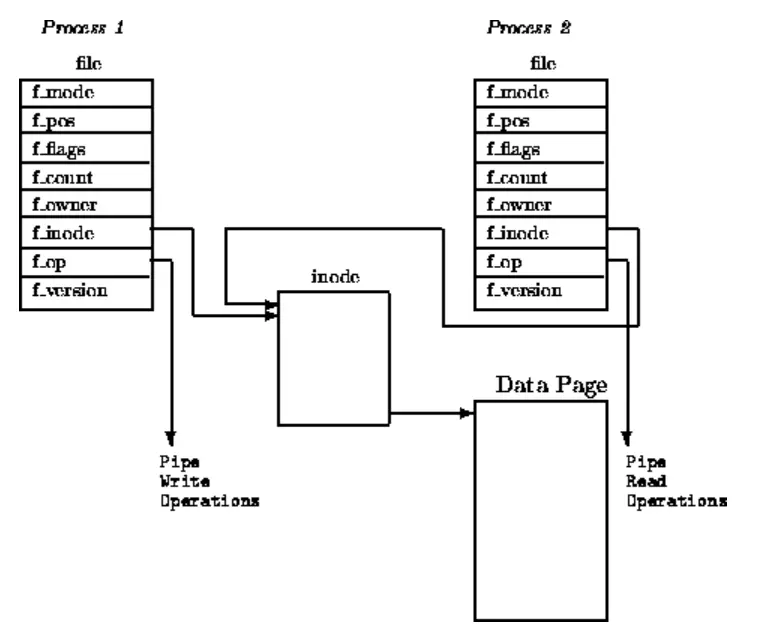 Process 1
file
f_mode
f_pos
f_flags
f_count
f_owner
f_inode
f_op
f_version
Process 2
file
f_mode
f_pos
f_flags
f_count
f_owner
f_inode
f_op
f_version
inode
Data Page
Pipe
Write
Operations
Pipe
Read
Operations